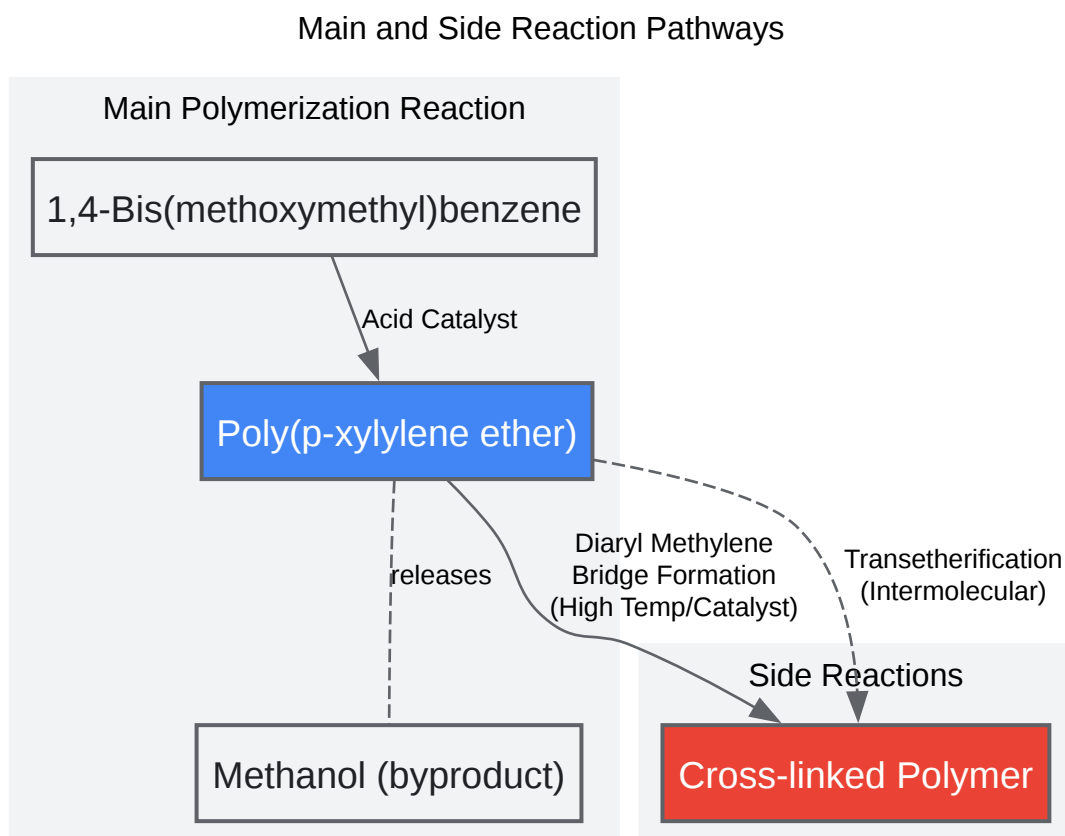 Main and Side Reaction Pathways
Main Polymerization Reaction
1,4-Bis(methoxymethyl)benzene
Acid Catalyst
Poly(p-xylylene ether)
releases
Diaryl Methylene
Bridge Formation
(High Temp/Catalyst)
Transetherification
(Intermolecular)
Side Reactions
Methanol (byproduct)
Cross-linked Polymer